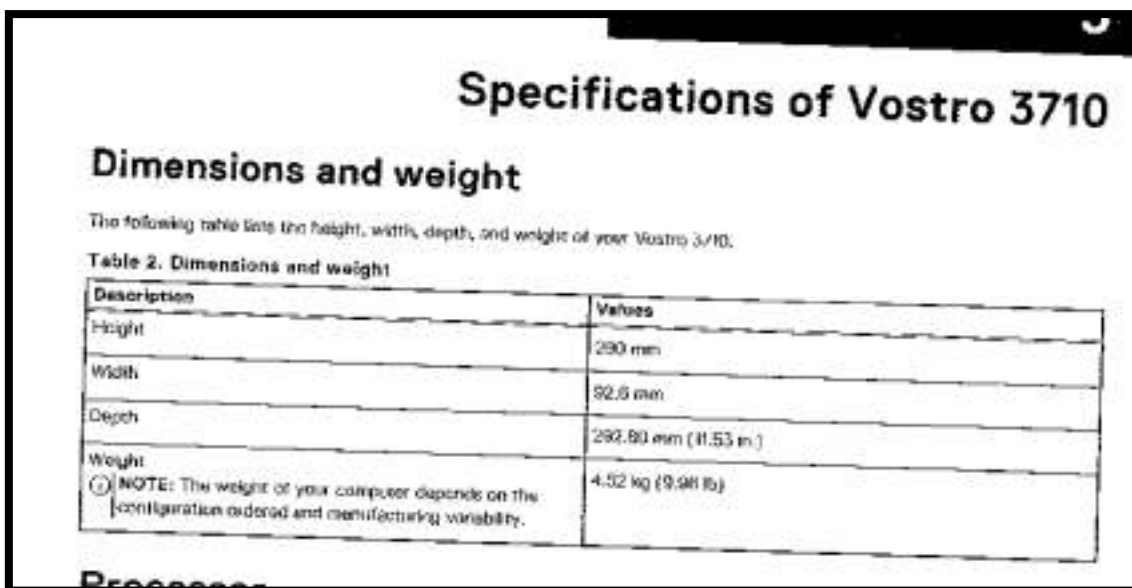 Specifications of Vostro 3710
Dimensions and weight
The following table lists the height, width, depth, and weight of your Vostro 3710.
Table 2. Dimensions and weight
Description Values
Height 290 mm
Width 92.6 mm
Depth 292.80 mm (11.53 in.)
Weight 4.52 kg (9.96 lb)
NOTE: The weight of your computer depends on the
configuration ordered and manufacturing variability.
Processor